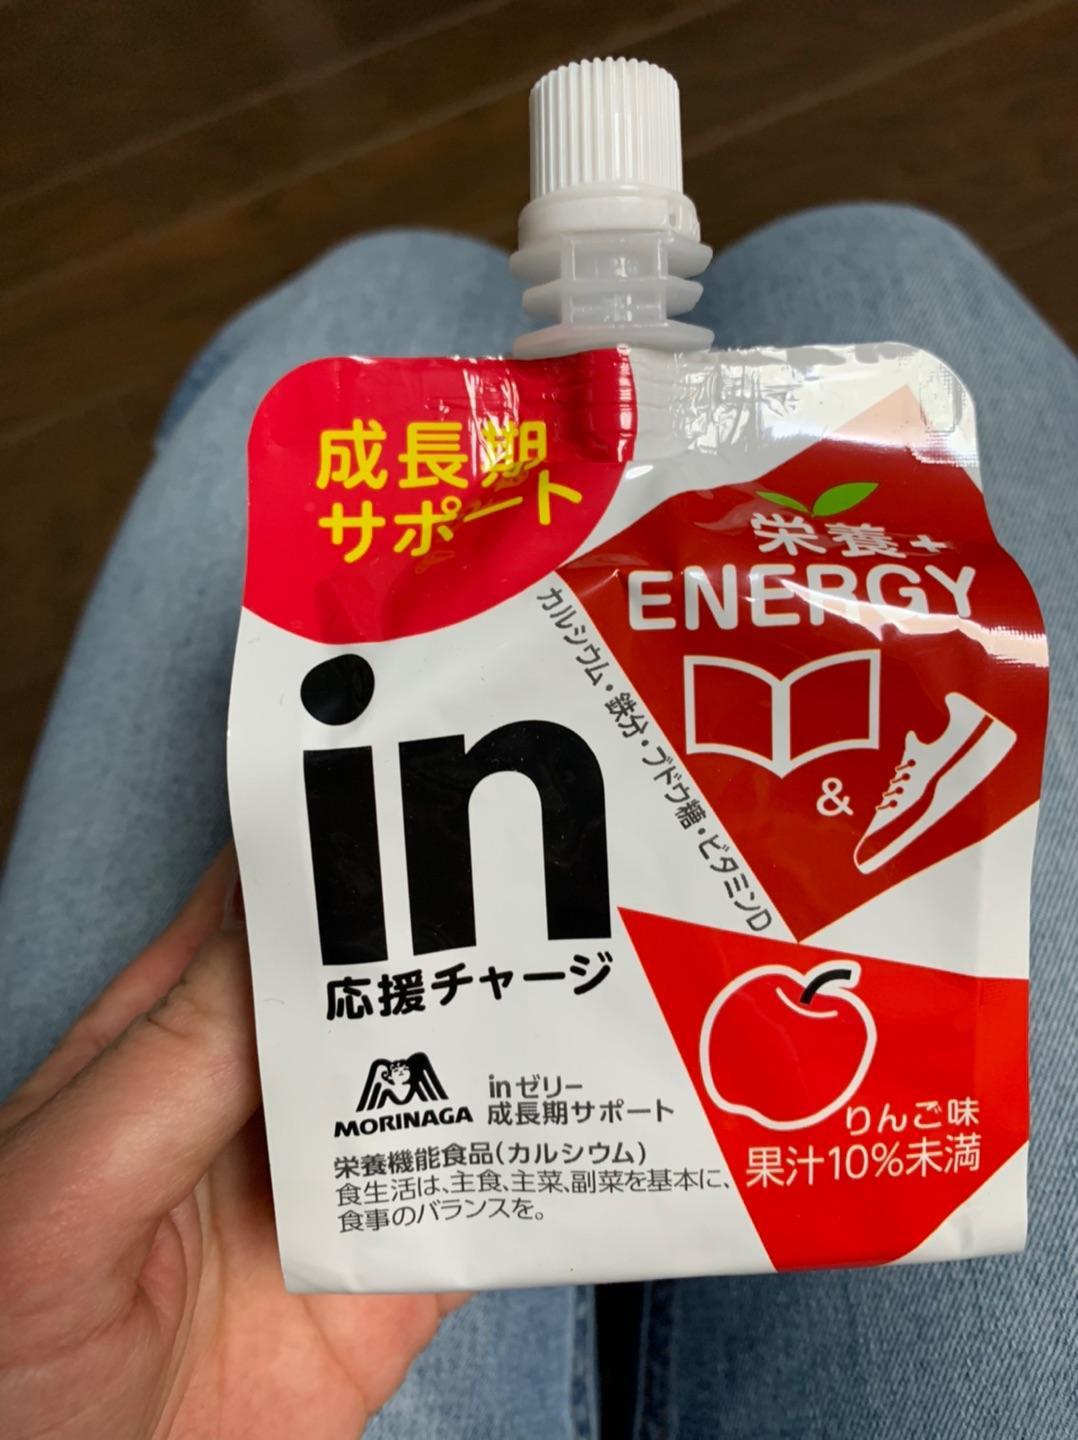 成長期
サポート
栄養+
ENERGY
&
カルシウム・鉄分・ブドウ糖・ビタミンD
in
応援チャージ
MORINAGA
inゼリー
成長期サポート
栄養機能食品(カルシウム)
食生活は、主食、主菜、副菜を基本に、
食事のバランスを。
りんご味
果汁10%未満